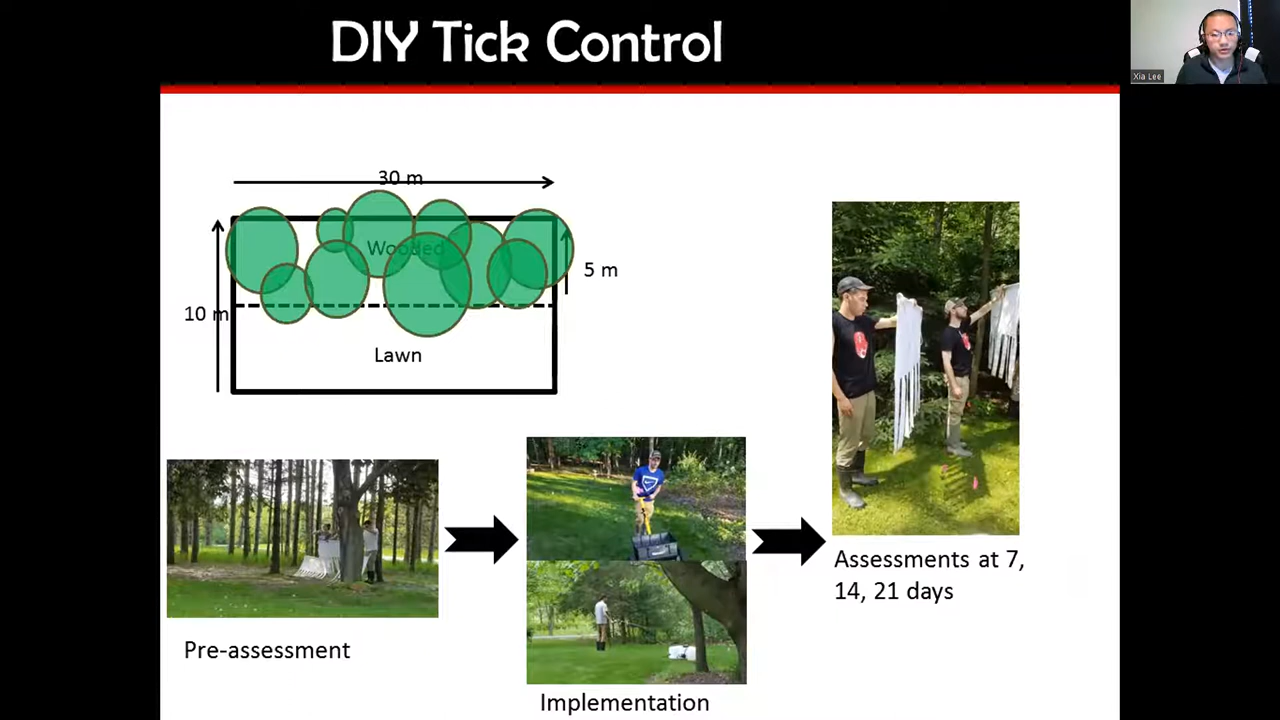 DIY Tick Control
Xia Lee
30 m
Wooded
5 m
10 m
Lawn
Assessments at 7,
14, 21 days
Pre-assessment
Implementation